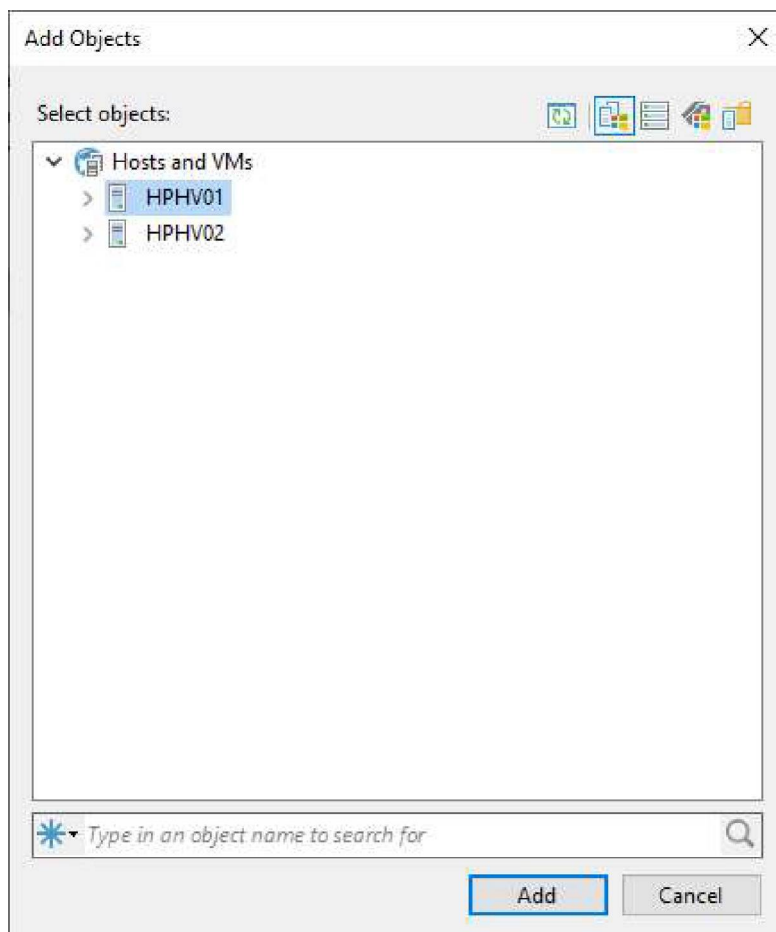 Add Objects
Select objects:
Hosts and VMs
HPHV01
HPHV02
Type in an object name to search for
Add
Cancel